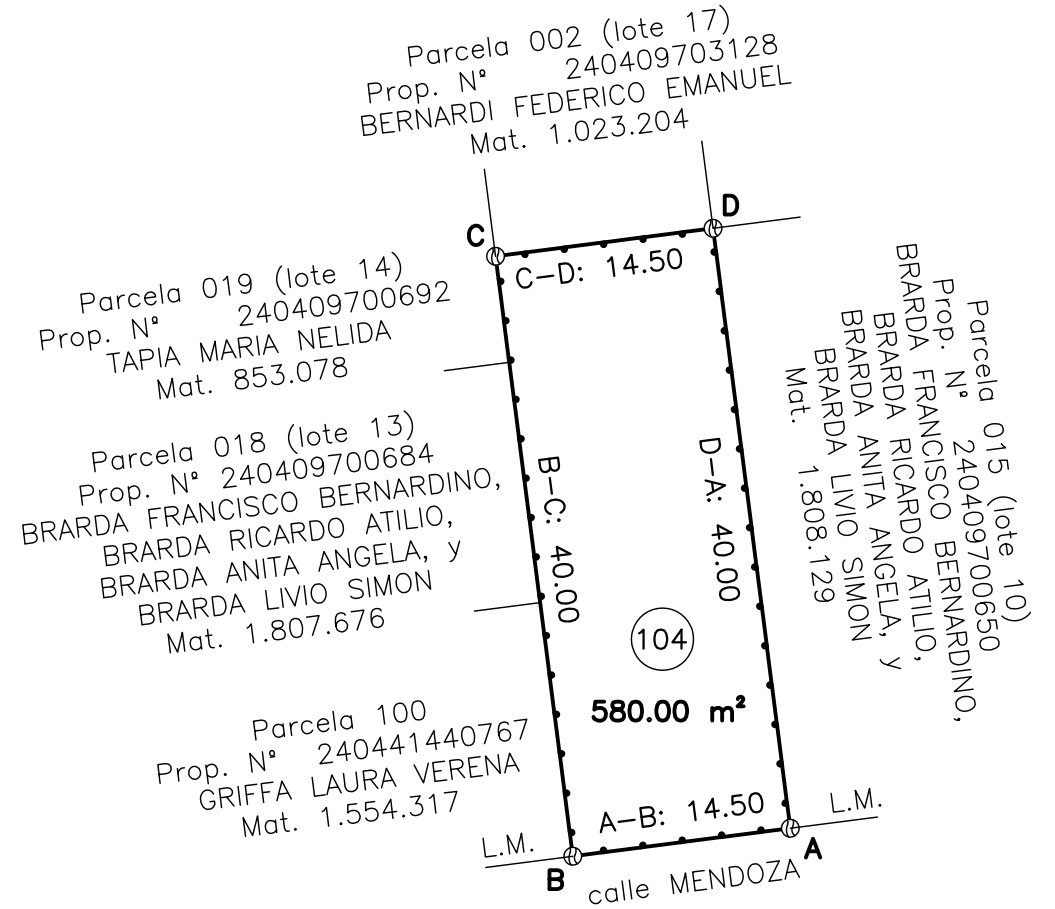 Parcela 002 (lote 17)
Prop. Nº 240409703128
BERNARDI FEDERICO EMANUEL
Mat. 1.023.204
D
C
C-D: 14.50
Parcela 019 (lote 14)
Prop. Nº 240409700692
TAPIA MARIA NELIDA
Mat. 853.078
Parcela 015 (lote 10)
Prop. Nº 240409700650
BRARDA FRANCISCO BERNARDINO,
BRARDA RICARDO ATILIO,
BRARDA ANITA ANGELA, y
BRARDA LIVIO SIMON
Mat. 1.808.129
Parcela 018 (lote 13)
Prop. Nº 240409700684
BRARDA FRANCISCO BERNARDINO,
BRARDA RICARDO ATILIO,
BRARDA ANITA ANGELA, y
BRARDA LIVIO SIMON
Mat. 1.807.676
B-C: 40.00
D-A: 40.00
104
580.00 m²
Parcela 100
Prop. Nº 240441440767
GRIFFA LAURA VERENA
Mat. 1.554.317
A-B: 14.50
L.M.
L.M.
A
B
calle MENDOZA